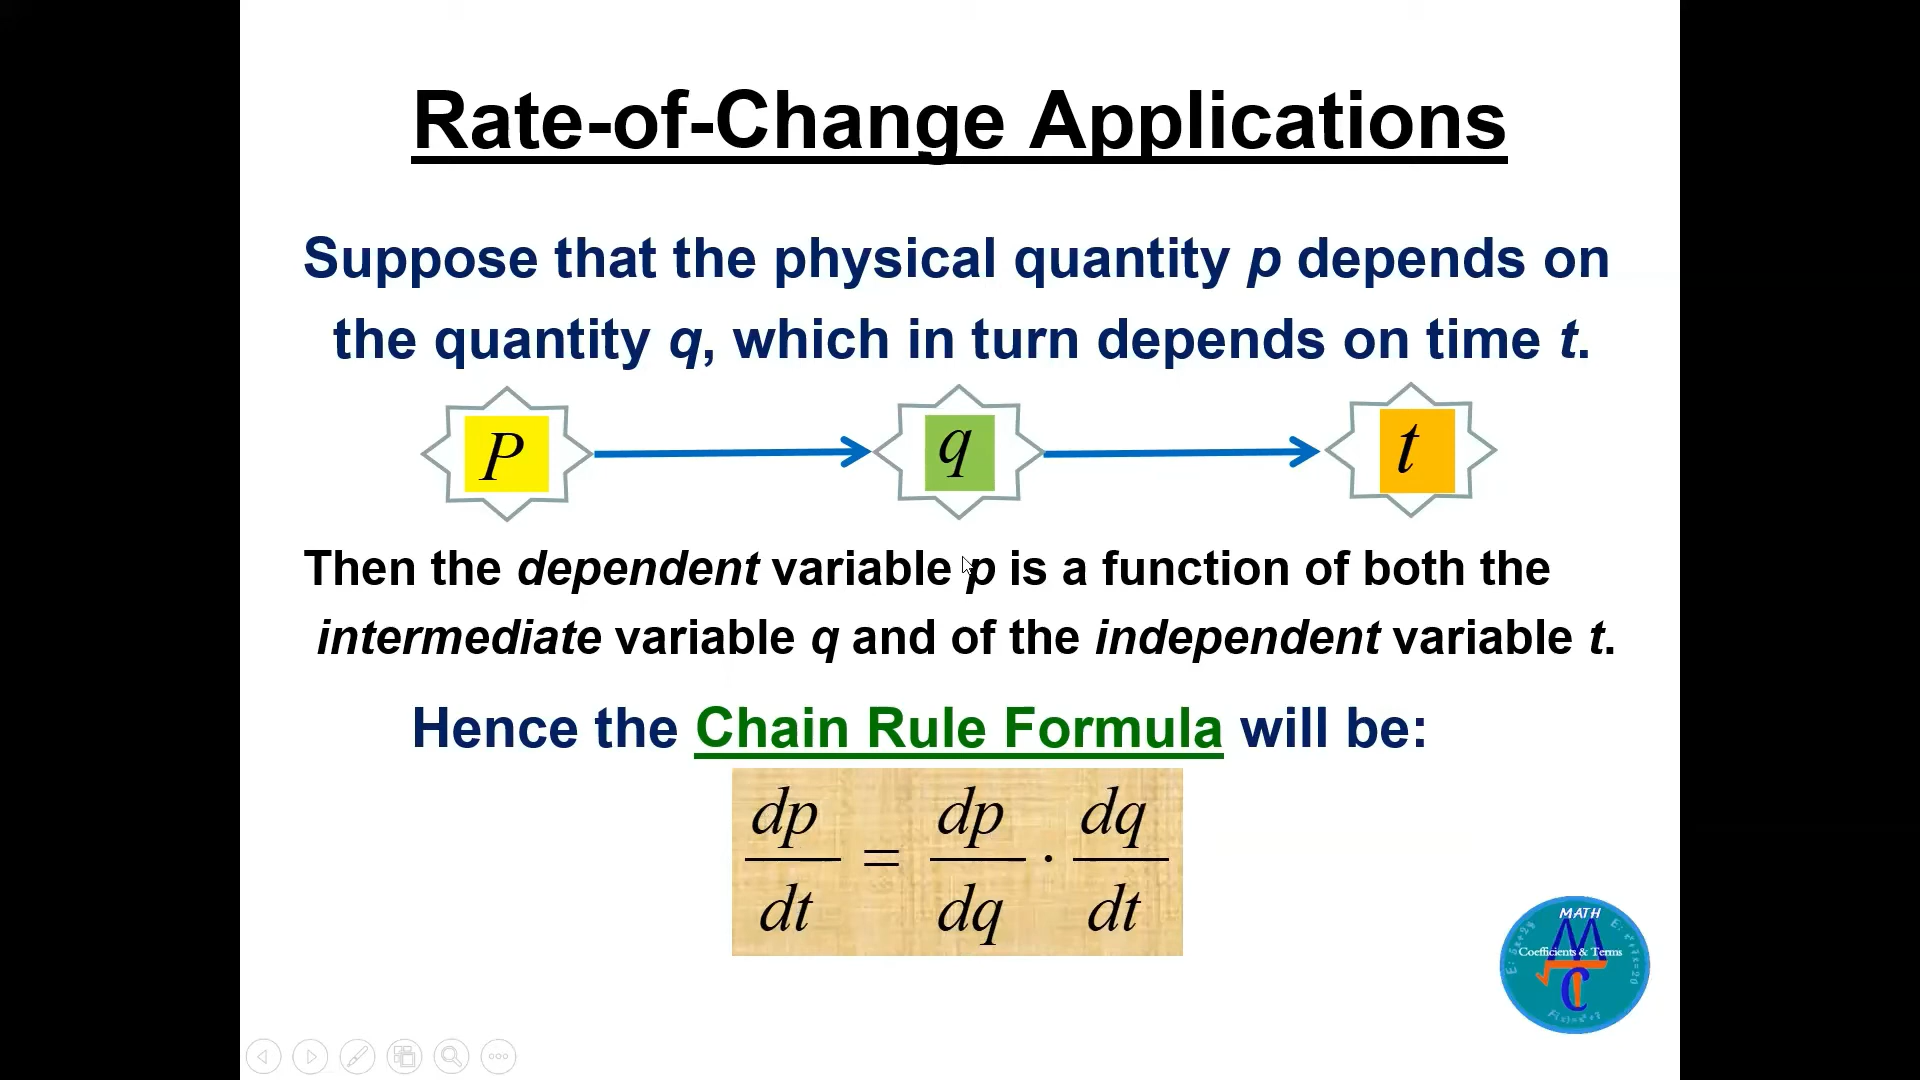 Rate-of-Change Applications
Suppose that the physical quantity p depends on
the quantity q, which in turn depends on time t.
P q t
Then the dependent variable p is a function of both the
intermediate variable q and of the independent variable t.
Hence the Chain Rule Formula will be:
dp/dt = dp/dq · dq/dt
MATH
Coefficients & Terms